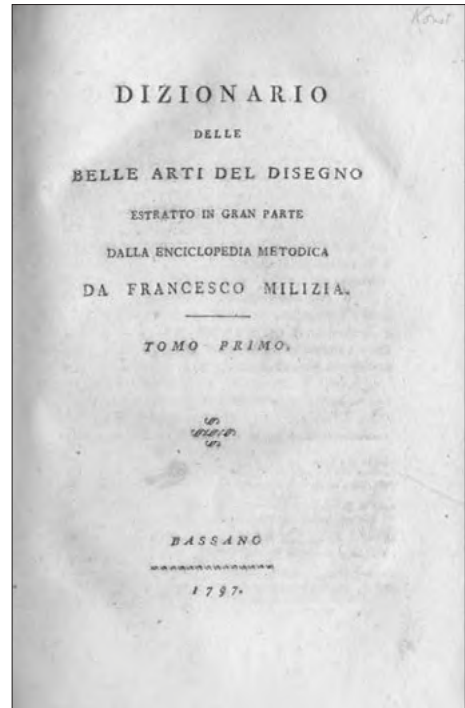 Konst
DIZIONARIO
DELLE
BELLE ARTI DEL DISEGNO
ESTRATTO IN GRAN PARTE
DALLA ENCICLOPEDIA METODICA
DA FRANCESCO MILIZIA.
TOMO PRIMO.
BASSANO
1797.